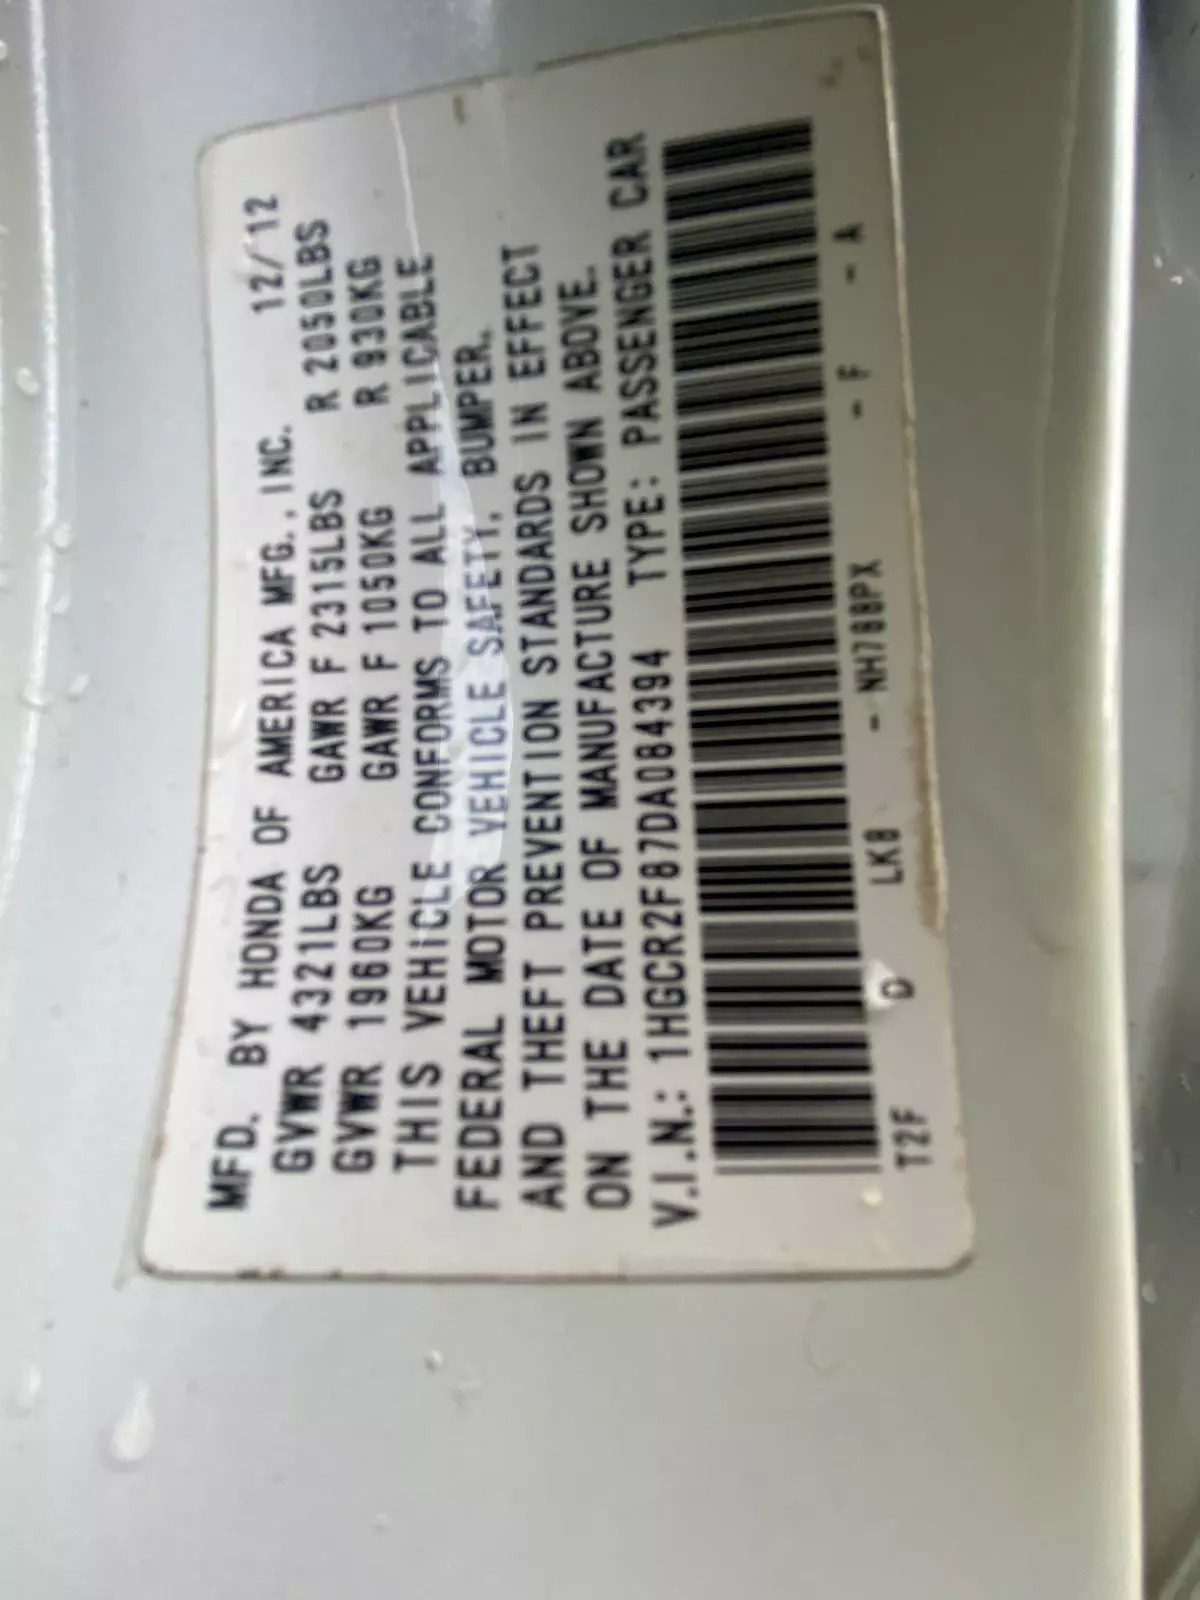 MFD. BY HONDA OF AMERICA MFG., INC. 12/12
GVWR 4321LBS GAWR F 2315LBS R 2050LBS
GVWR 1960KG GAWR F 1050KG R 930KG
THIS VEHICLE CONFORMS TO ALL APPLICABLE
FEDERAL MOTOR VEHICLE SAFETY, BUMPER,
AND THEFT PREVENTION STANDARDS IN EFFECT
ON THE DATE OF MANUFACTURE SHOWN ABOVE.
V.I.N.: 1HGCR2F87DA084394 TYPE: PASSENGER CAR
T2F D LKB - NH788PX - F - A